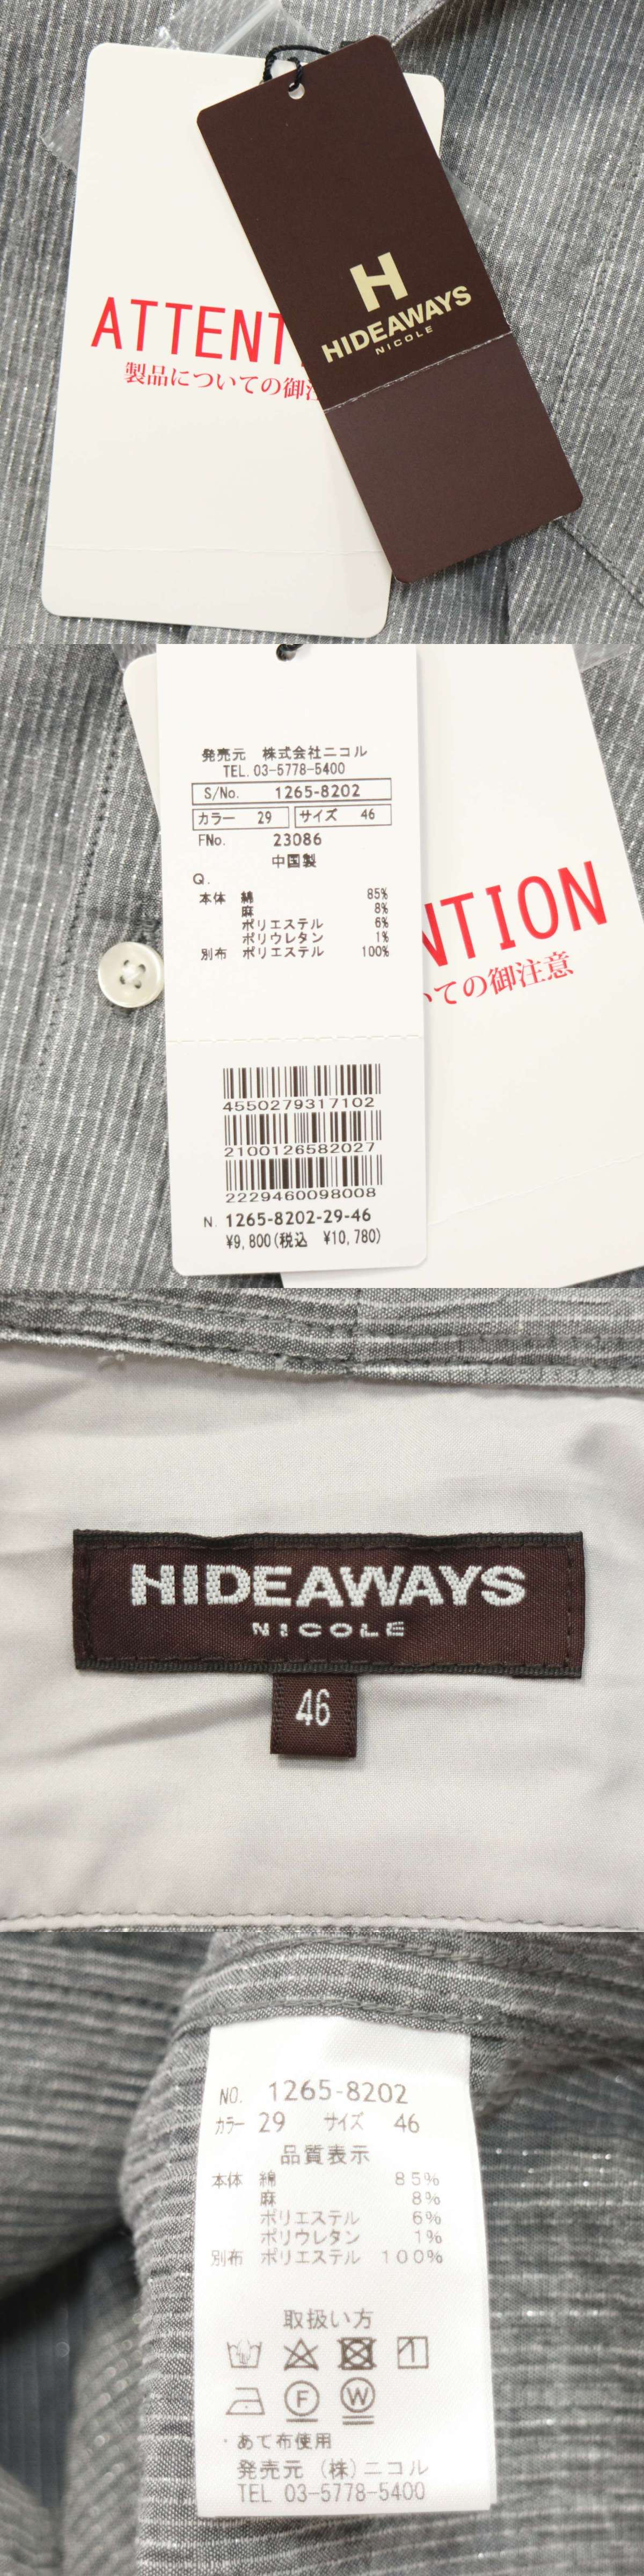 ATTENT
製品についての御注
H
HIDEAWAYS
NICOLE
発売元 株式会社ニコル
TEL. 03-5778-5400
S/No. 1265-8202
カラー 29 サイズ 46
FNo. 23086
中国製
Q.
本体 綿 85%
麻 8%
ポリエステル 6%
ポリウレタン 1%
別布 ポリエステル 100%
NTION
いての御注意
4550279317102
2100126582027
2229460098008
N. 1265-8202-29-46
¥9,800(税込 ¥10,780)
HIDEAWAYS
NICOLE
46
NO. 1265-8202
カラー 29 サイズ 46
品質表示
本体 綿 85%
麻 8%
ポリエステル 6%
ポリウレタン 1%
別布 ポリエステル 100%
取扱い方
F W
・あて布使用
発売元 (株)ニコル
TEL 03-5778-5400